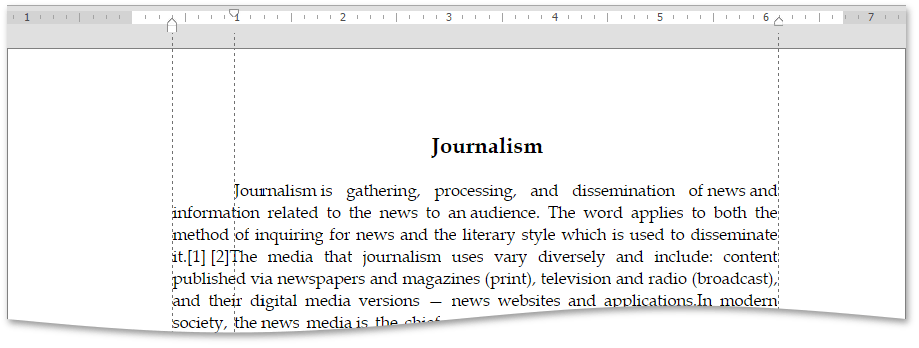 1 1 2 3 4 5 6 7
Journalism
Journalism is gathering, processing, and dissemination of news and
information related to the news to an audience. The word applies to both the
method of inquiring for news and the literary style which is used to disseminate
it.[1] [2]The media that journalism uses vary diversely and include: content
published via newspapers and magazines (print), television and radio (broadcast),
and their digital media versions — news websites and applications.In modern
society, the news media is the chief